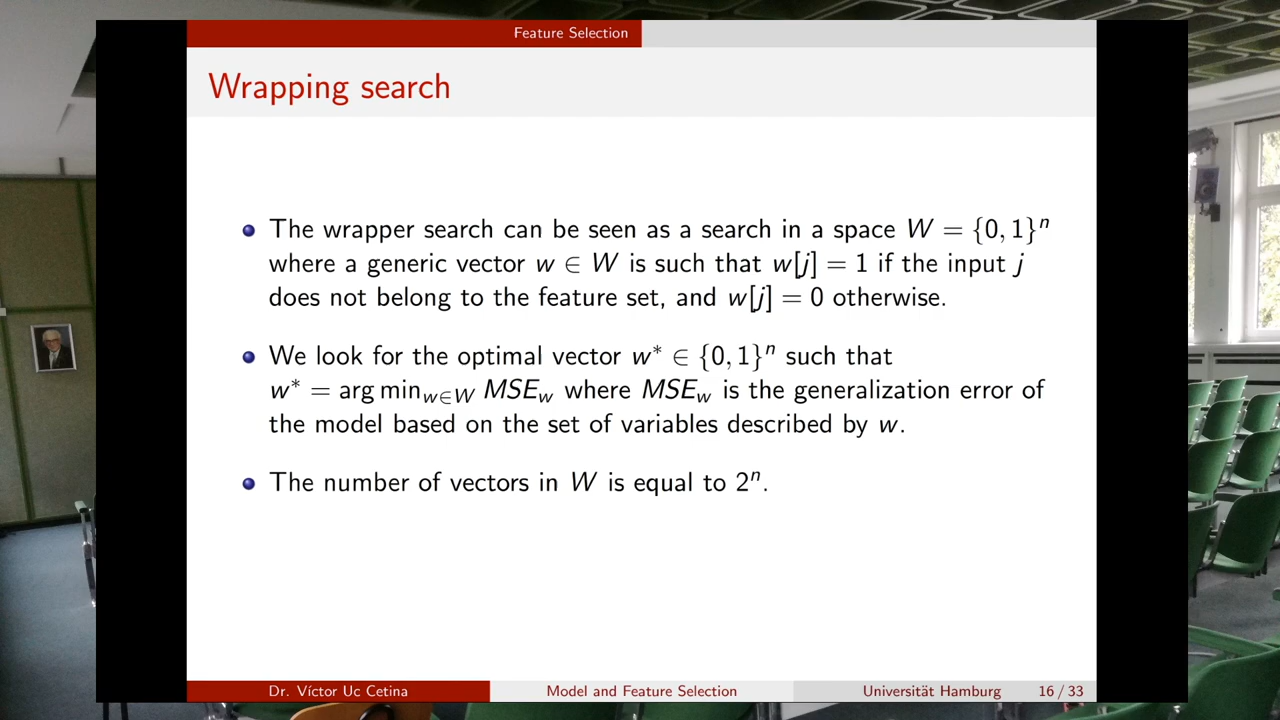 Feature Selection
Wrapping search
The wrapper search can be seen as a search in a space W = {0, 1}ⁿ
where a generic vector w ∈ W is such that w[j] = 1 if the input j
does not belong to the feature set, and w[j] = 0 otherwise.
We look for the optimal vector w* ∈ {0, 1}ⁿ such that
w* = arg min_{w∈W} MSE_w where MSE_w is the generalization error of
the model based on the set of variables described by w.
The number of vectors in W is equal to 2ⁿ.
Dr. Víctor Uc Cetina Model and Feature Selection Universität Hamburg 16 / 33